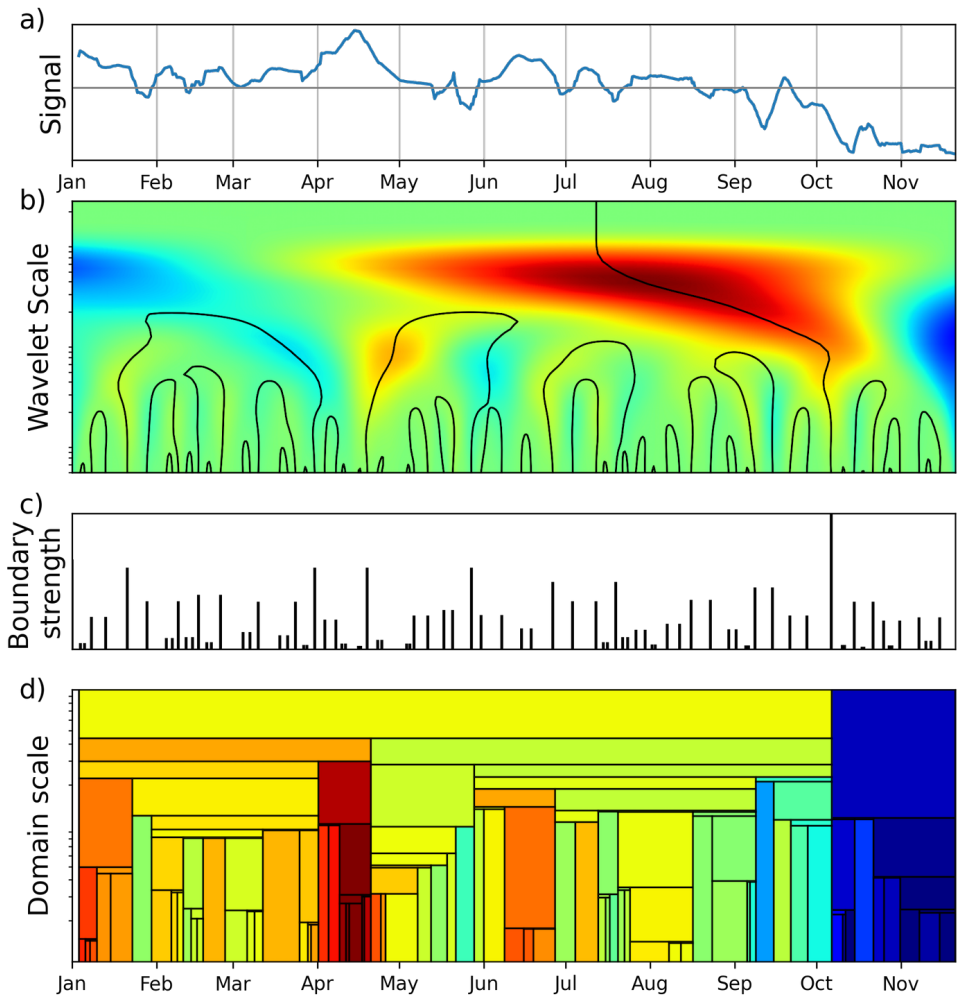 a)
Signal
Jan Feb Mar Apr May Jun Jul Aug Sep Oct Nov
b)
Wavelet Scale
c)
Boundary
strength
d)
Domain scale
Jan Feb Mar Apr May Jun Jul Aug Sep Oct Nov